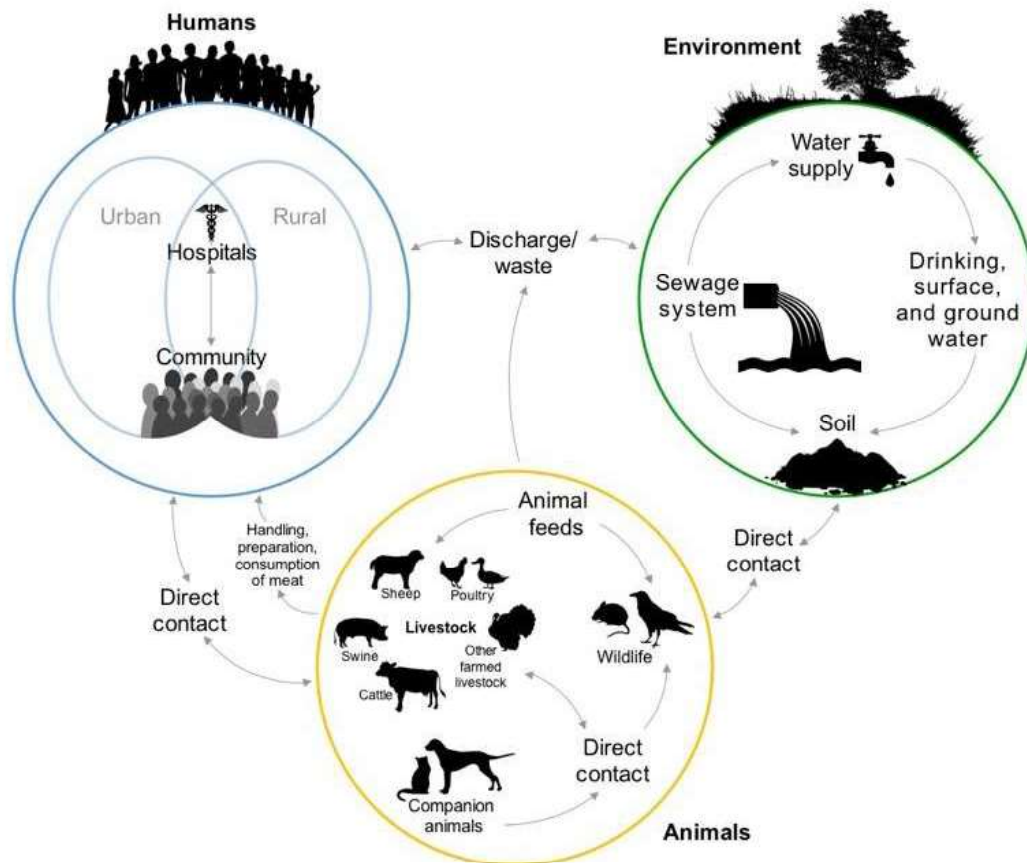 Humans
Urban
Rural
Hospitals
Community
Environment
Water
supply
Sewage
system
Drinking,
surface,
and ground
water
Soil
Discharge/
waste
Handling,
preparation,
consumption
of meat
Direct
contact
Direct
contact
Animal
feeds
Sheep
Poultry
Livestock
Swine
Other
farmed
livestock
Cattle
Wildlife
Direct
contact
Companion
animals
Animals